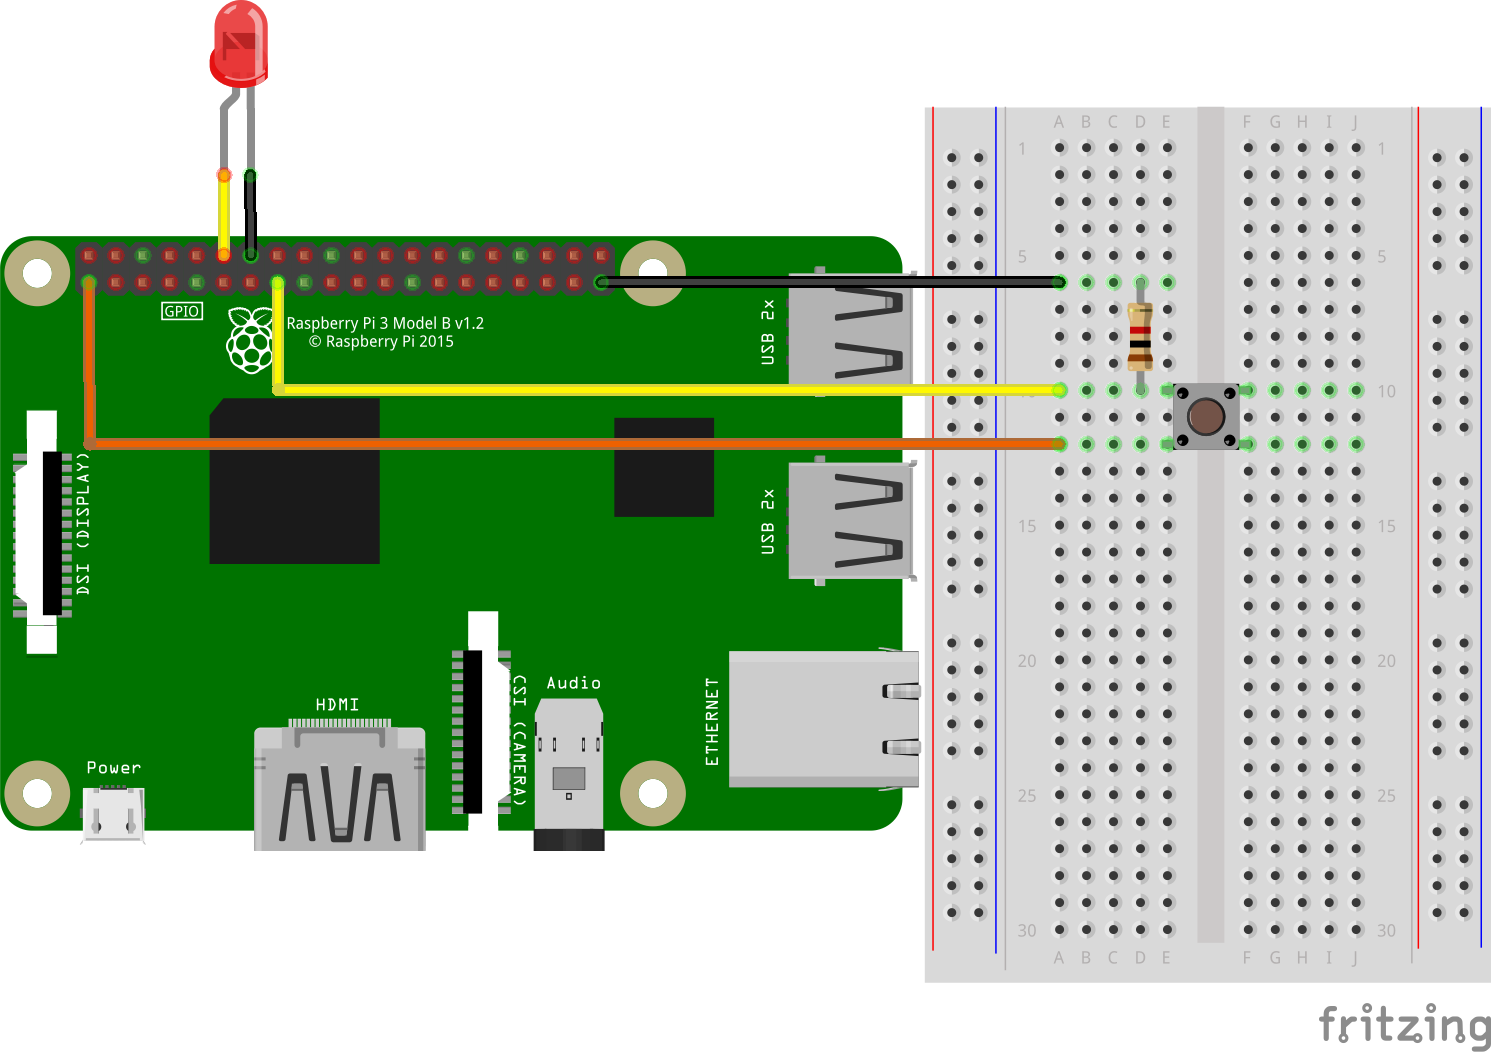 A B C D E F G H I J
1 1
5 5
GPIO
Raspberry Pi 3 Model B v1.2
© Raspberry Pi 2015
USB 2x
10
DSI (DISPLAY)
USB 2x
15 15
20 20
ETHERNET
CSI (CAMERA)
Audio
HDMI
Power
25 25
30 30
A B C D E F G H I J
fritzing